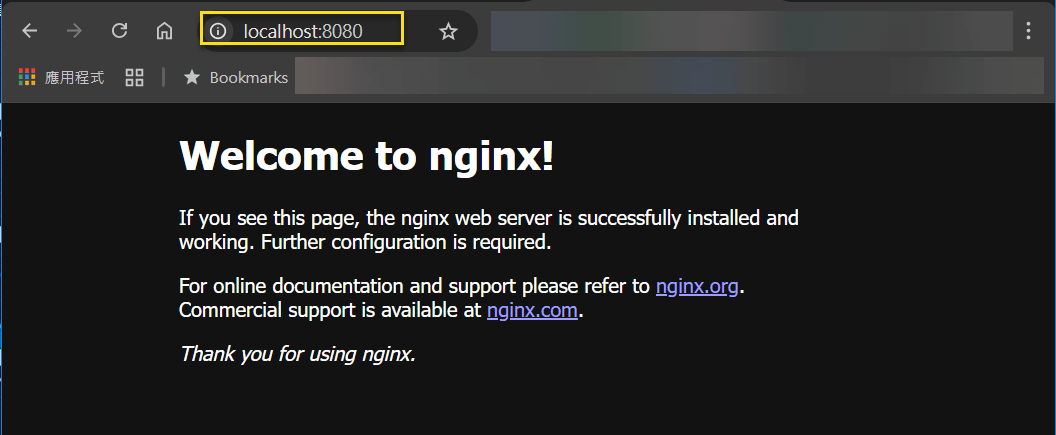 localhost:8080
應用程式 Bookmarks
Welcome to nginx!
If you see this page, the nginx web server is successfully installed and
working. Further configuration is required.
For online documentation and support please refer to nginx.org.
Commercial support is available at nginx.com.
Thank you for using nginx.